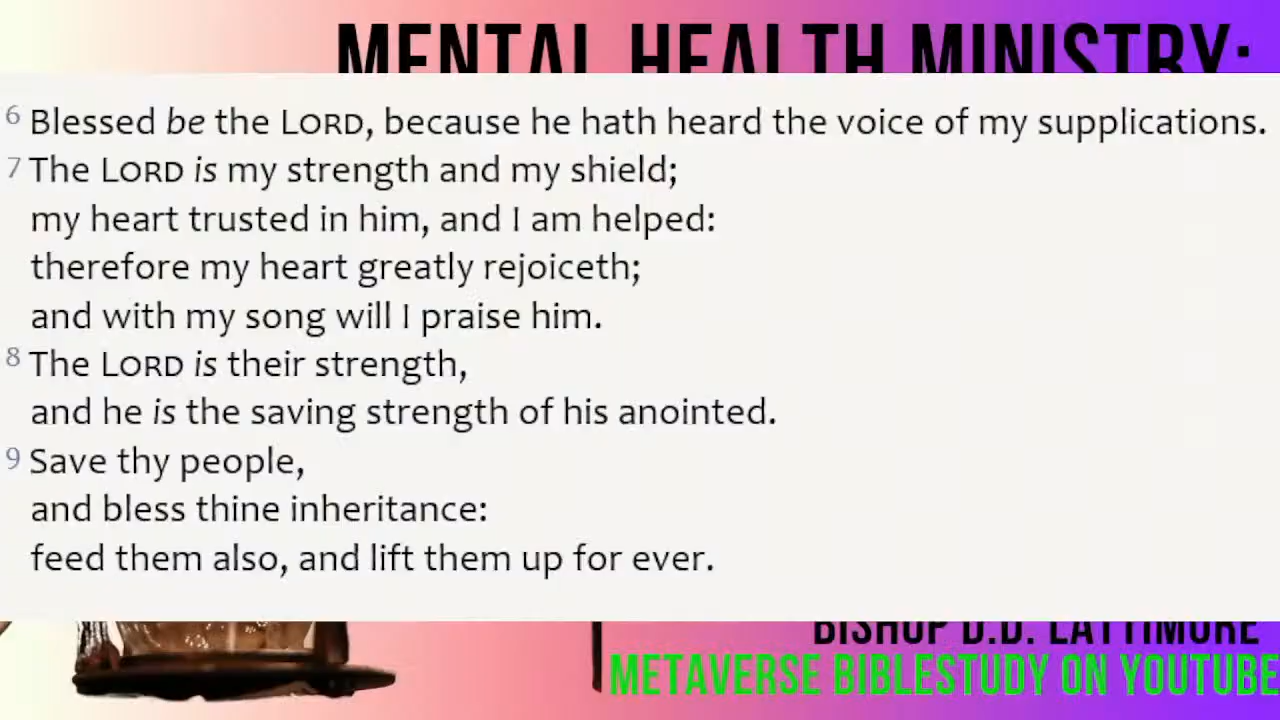 MENTAL HEALTH MINISTRY:
6 Blessed be the LORD, because he hath heard the voice of my supplications.
7 The LORD is my strength and my shield;
my heart trusted in him, and I am helped:
therefore my heart greatly rejoiceth;
and with my song will I praise him.
8 The LORD is their strength,
and he is the saving strength of his anointed.
9 Save thy people,
and bless thine inheritance:
feed them also, and lift them up for ever.
BISHOP D.D. LATTIMORE
METAVERSE BIBLESTUDY ON YOUTUBE